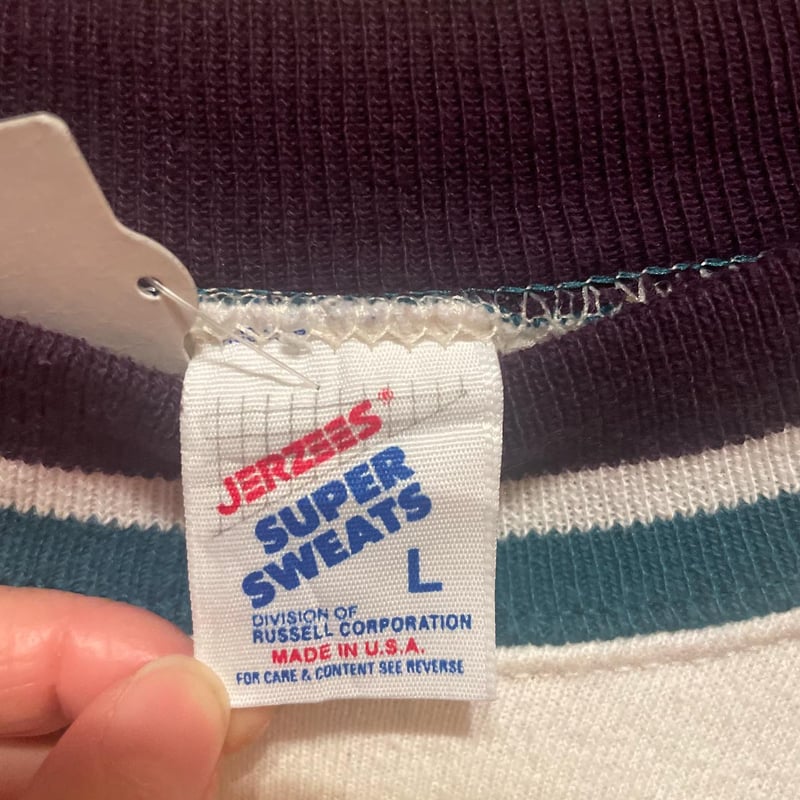 JERZEES®
SUPER
SWEATS
L
DIVISION OF
RUSSELL CORPORATION
MADE IN U.S.A.
FOR CARE & CONTENT SEE REVERSE